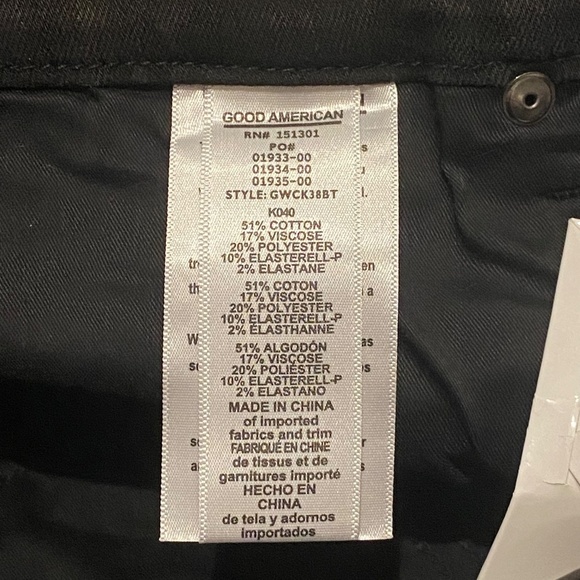 GOOD AMERICAN
RN# 151301
PO#
01933-00
01934-00
01935-00
STYLE: GWCK38BT
K040
51% COTTON
17% VISCOSE
20% POLYESTER
10% ELASTERELL-P
2% ELASTANE
51% COTON
17% VISCOSE
20% POLYESTER
10% ELASTERELL-P
2% ÉLASTHANNE
51% ALGODÓN
17% VISCOSE
20% POLIÉSTER
10% ELASTERELL-P
2% ELASTANO
MADE IN CHINA
of imported
fabrics and trim
FABRIQUÉ EN CHINE
de tissus et de
garnitures importé
HECHO EN
CHINA
de tela y adornos
importados